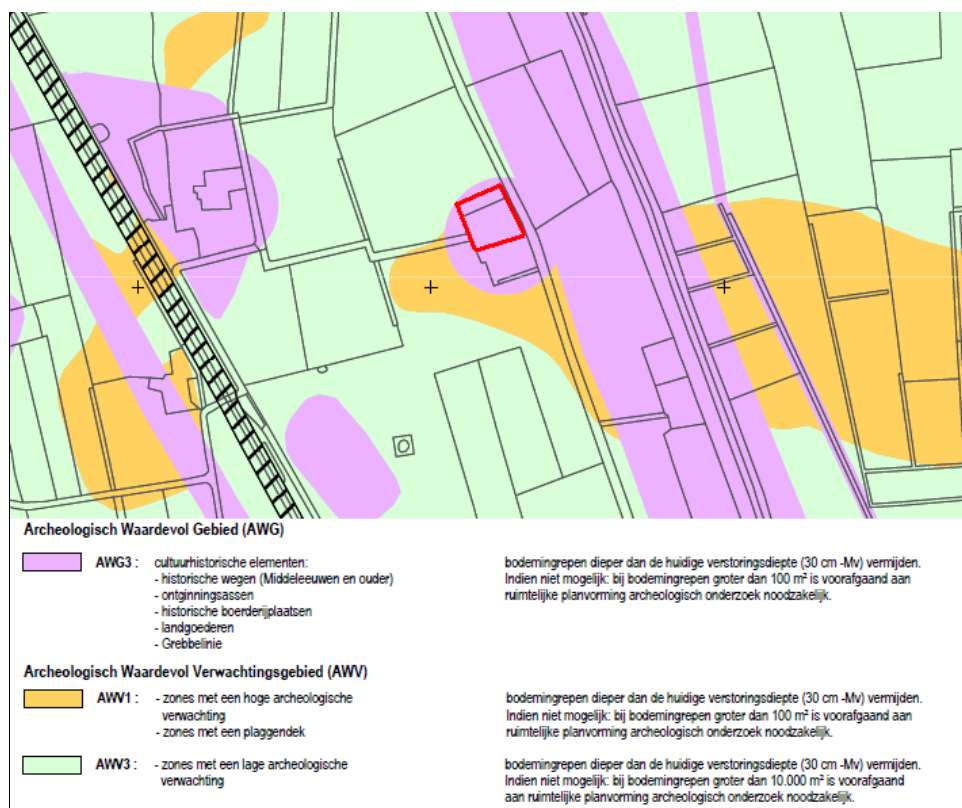 Archeologisch Waardevol Gebied (AWG)
AWG3 : cultuurhistorische elementen:
- historische wegen (Middeleeuwen en ouder)
- ontginningsassen
- historische boerderijplaatsen
- landgoederen
- Grebbelinie
bodemingrepen dieper dan de huidige verstoringsdiepte (30 cm -Mv) vermijden.
Indien niet mogelijk: bij bodemingrepen groter dan 100 m² is voorafgaand aan
ruimtelijke planvorming archeologisch onderzoek noodzakelijk.
Archeologisch Waardevol Verwachtingsgebied (AWV)
AWV1 : - zones met een hoge archeologische
verwachting
- zones met een plaggendek
bodemingrepen dieper dan de huidige verstoringsdiepte (30 cm -Mv) vermijden.
Indien niet mogelijk: bij bodemingrepen groter dan 100 m² is voorafgaand aan
ruimtelijke planvorming archeologisch onderzoek noodzakelijk.
AWV3 : - zones met een lage archeologische
verwachting
bodemingrepen dieper dan de huidige verstoringsdiepte (30 cm -Mv) vermijden.
Indien niet mogelijk: bij bodemingrepen groter dan 10.000 m² is voorafgaand
aan ruimtelijke planvorming archeologisch onderzoek noodzakelijk.